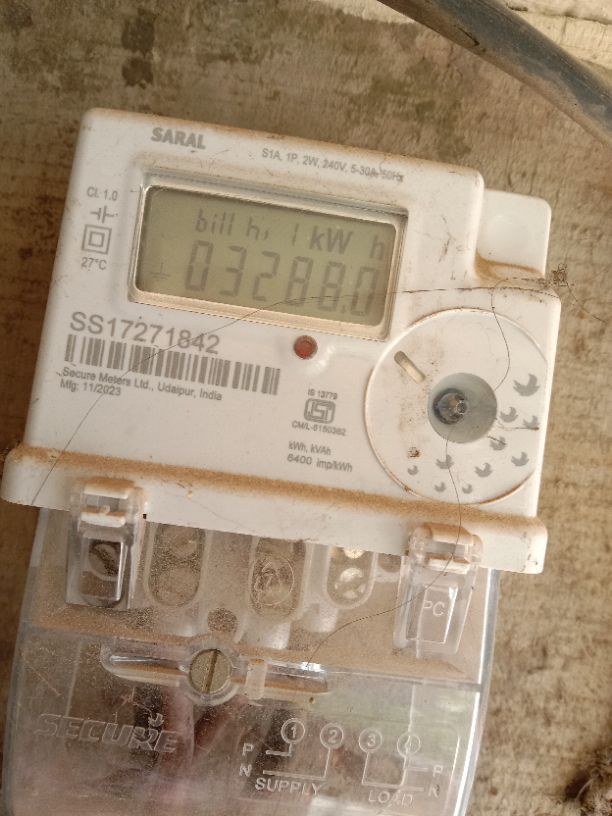 SARAL
S1A, 1P, 2W, 240V, 5-30A, 50Hz
Cl. 1.0
27°C
bill hi 1 kW h
03288.0
SS17271842
Secure Meters Ltd., Udaipur, India
Mfg: 11/2023
IS 13779
CM/L-8150362
kWh, kVAh
6400 imp/kWh
PC
SECURE
1 2 3 4
P P
N N
SUPPLY LOAD